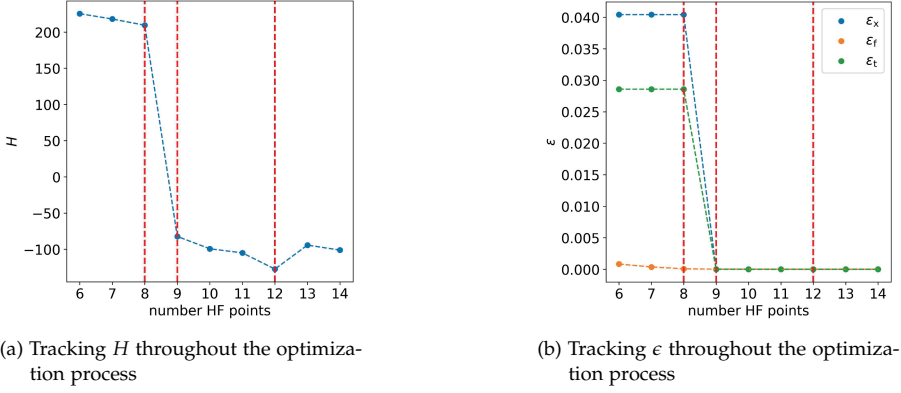 200
150
100
50
0
−50
−100
H
6 7 8 9 10 11 12 13 14
number HF points
(a) Tracking H throughout the optimiza-
tion process
0.040
0.035
0.030
0.025
0.020
0.015
0.010
0.005
0.000
ε
εx
εf
εt
6 7 8 9 10 11 12 13 14
number HF points
(b) Tracking ϵ throughout the optimiza-
tion process